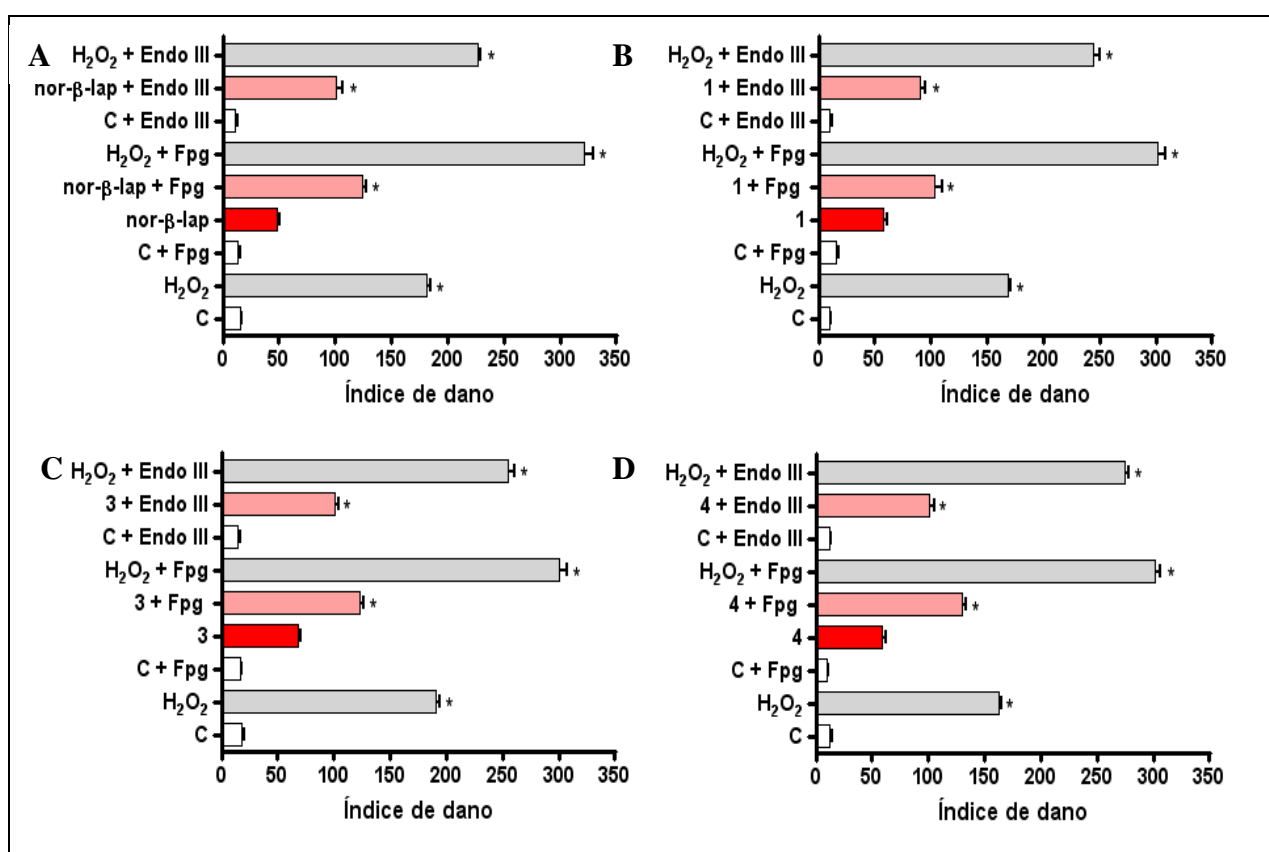 A
H₂O₂ + Endo III *
nor-β-lap + Endo III *
C + Endo III
H₂O₂ + Fpg *
nor-β-lap + Fpg *
nor-β-lap
C + Fpg
H₂O₂ *
C
0 50 100 150 200 250 300 350
Índice de dano
B
H₂O₂ + Endo III *
1 + Endo III *
C + Endo III
H₂O₂ + Fpg *
1 + Fpg *
1
C + Fpg
H₂O₂ *
C
0 50 100 150 200 250 300 350
Índice de dano
C
H₂O₂ + Endo III *
3 + Endo III *
C + Endo III
H₂O₂ + Fpg *
3 + Fpg *
3
C + Fpg
H₂O₂ *
C
0 50 100 150 200 250 300 350
Índice de dano
D
H₂O₂ + Endo III *
4 + Endo III *
C + Endo III
H₂O₂ + Fpg *
4 + Fpg *
4
C + Fpg
H₂O₂ *
C
0 50 100 150 200 250 300 350
Índice de dano